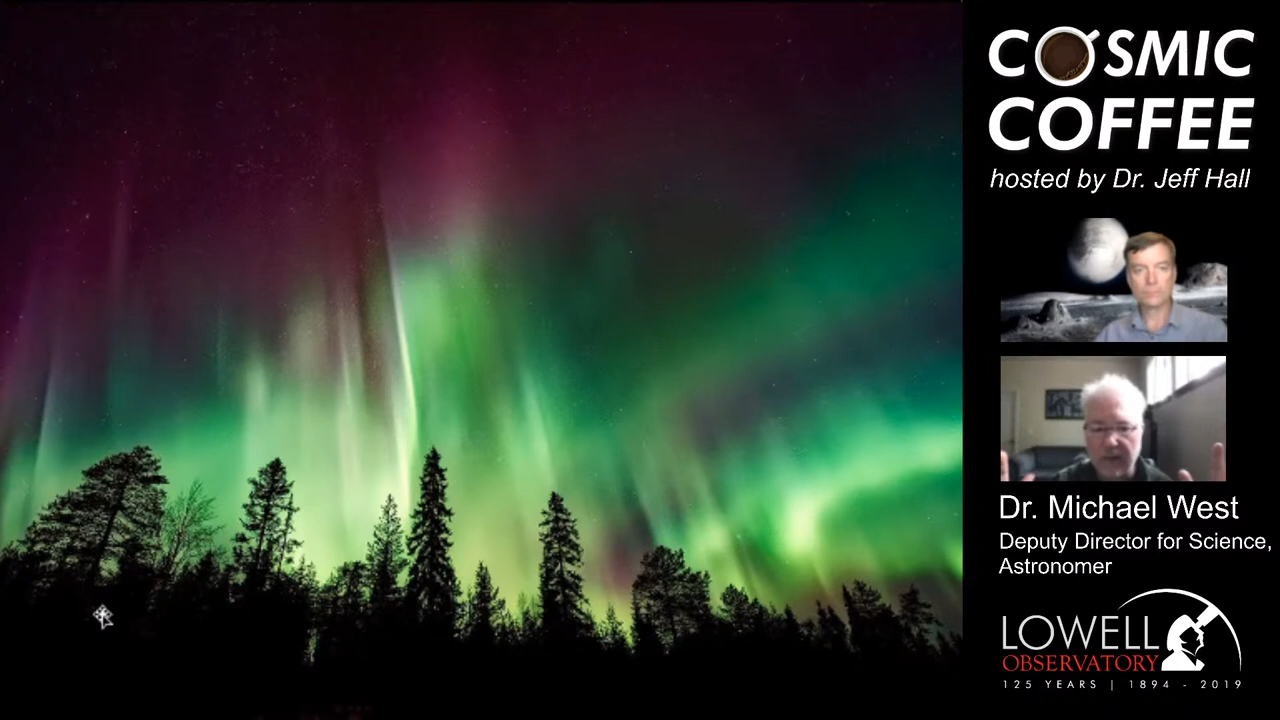 COSMIC
COFFEE
hosted by Dr. Jeff Hall
Dr. Michael West
Deputy Director for Science,
Astronomer
LOWELL
OBSERVATORY
125 YEARS | 1894 - 2019